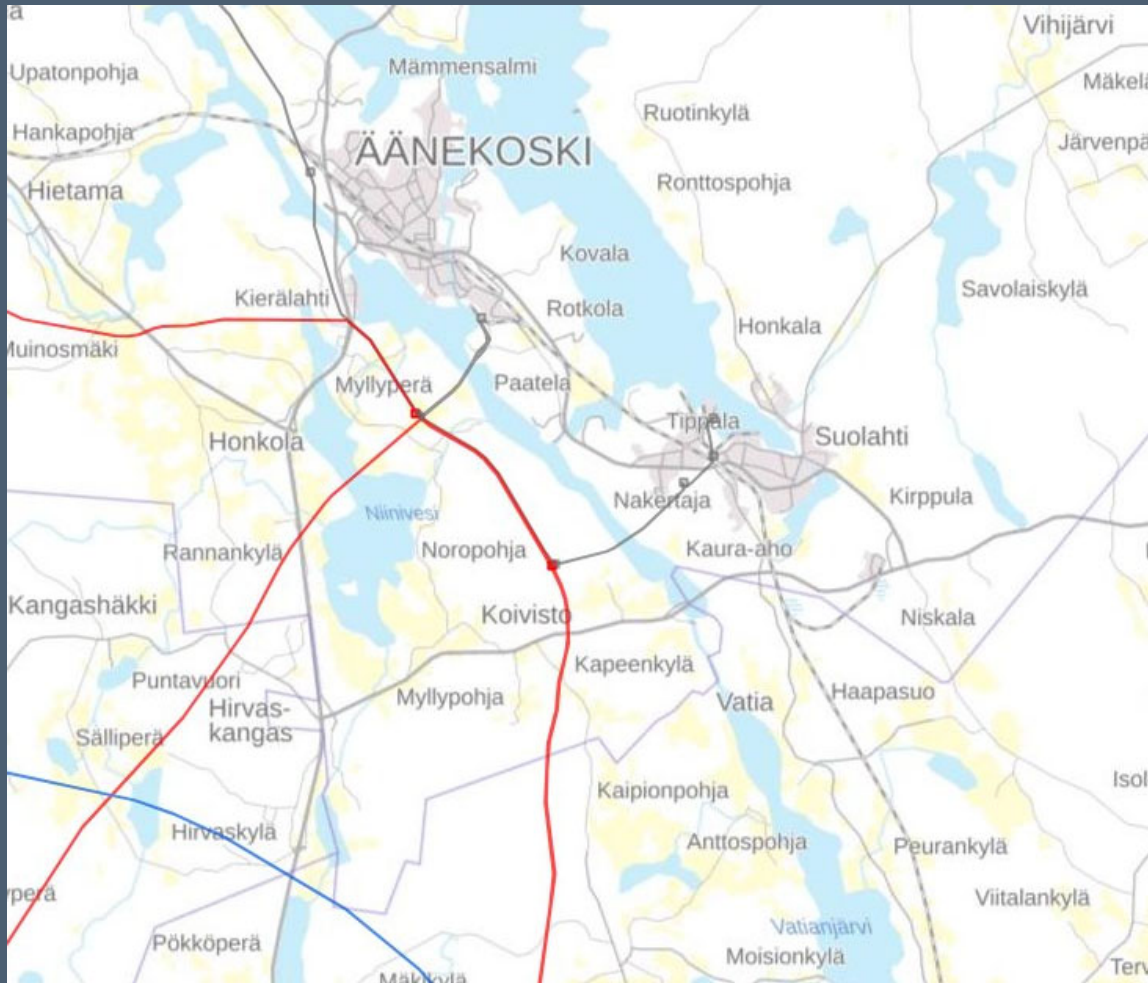 Vihijärvi
Mämmensalmi
Upatonpohja
Ruotinkylä
Hankapohja
ÄÄNEKOSKI
Hietama
Ronttospohja
Kovala
Kierälahti
Rotkola
Savolaiskylä
Honkala
Muinosmäki
Myllyperä
Paatela
Tippala
Honkola
Suolahti
Nakertaja
Kirppula
Niinivesi
Rannankylä
Noropohja
Kaura-aho
Kangashäkki
Koivisto
Niskala
Kapeenkylä
Puntavuori
Myllypohja
Vatia
Haapasuo
Hirvas-
kangas
Sälliperä
Kaipionpohja
Hirvaskylä
Anttospohja
Peurankylä
Viitalankylä
Vatianjärvi
Pökköperä
Moisionkylä